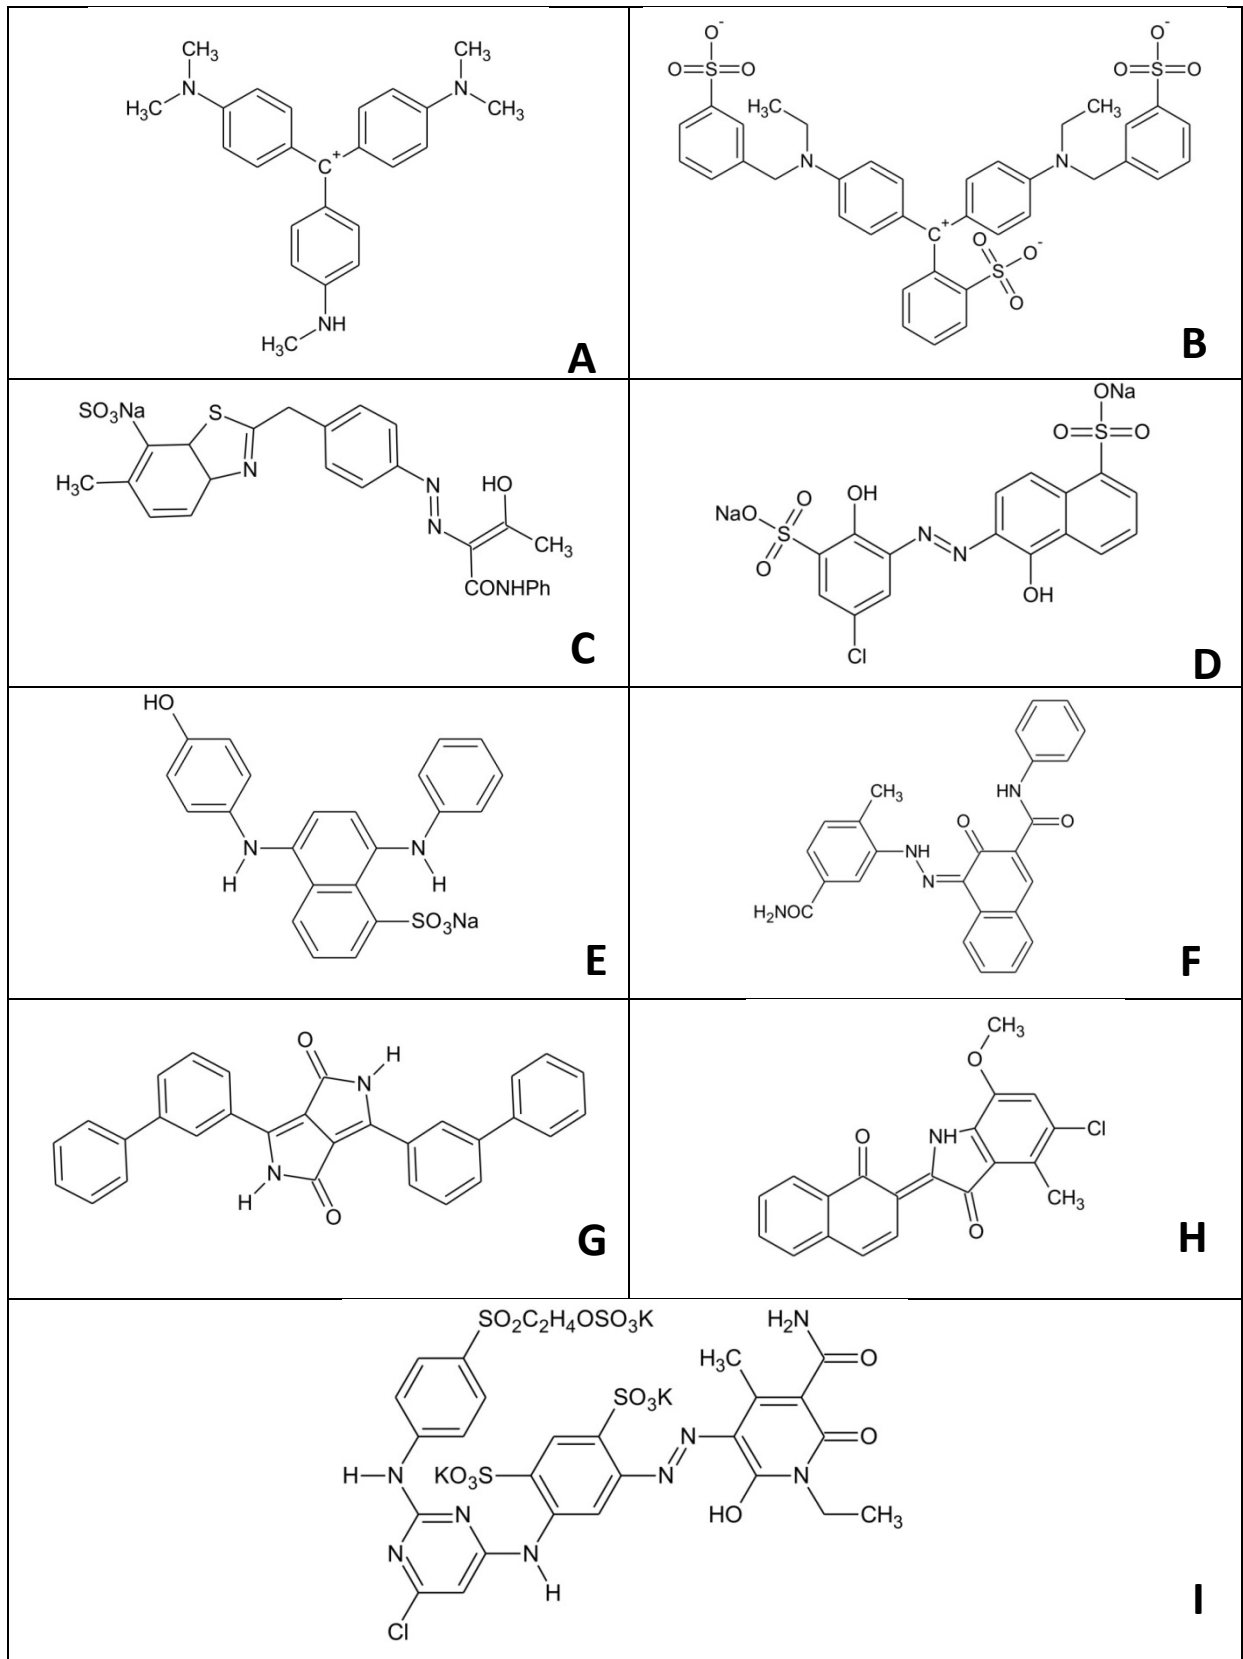 CH₃
CH₃
N
N
H₃C
CH₃
C⁺
NH
H₃C
A
O⁻
O⁻
O=S=O
O=S=O
H₃C
CH₃
N
N
C⁺
O
O⁻
S
O
B
SO₃Na
S
N
H₃C
N
HO
N
CH₃
CONHPh
C
ONa
O=S=O
O
OH
NaO
S
N
N
O
OH
Cl
D
HO
N
N
H
H
SO₃Na
E
CH₃
HN
O
O
NH
N
H₂NOC
F
O
H
N
N
H
O
G
CH₃
O
O
NH
Cl
CH₃
O
H
SO₂C₂H₄OSO₃K
H₂N
H₃C
O
SO₃K
N
O
H
N
KO₃S
N
N
HO
CH₃
N
N
N
H
Cl
I